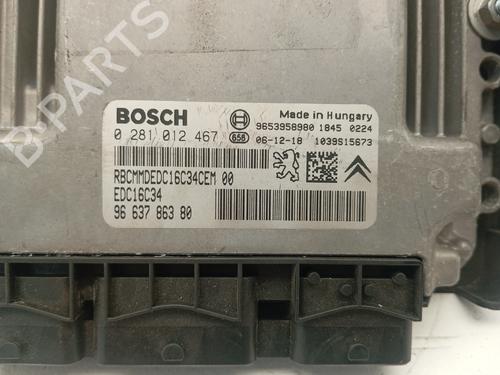 BOSCH
Made in Hungary
9653958980 1845 0224
0 281 012 467 658 06-12-18 1039S15673
RBCMMDEDC16C34CEM 00
EDC16C34
96 637 863 80